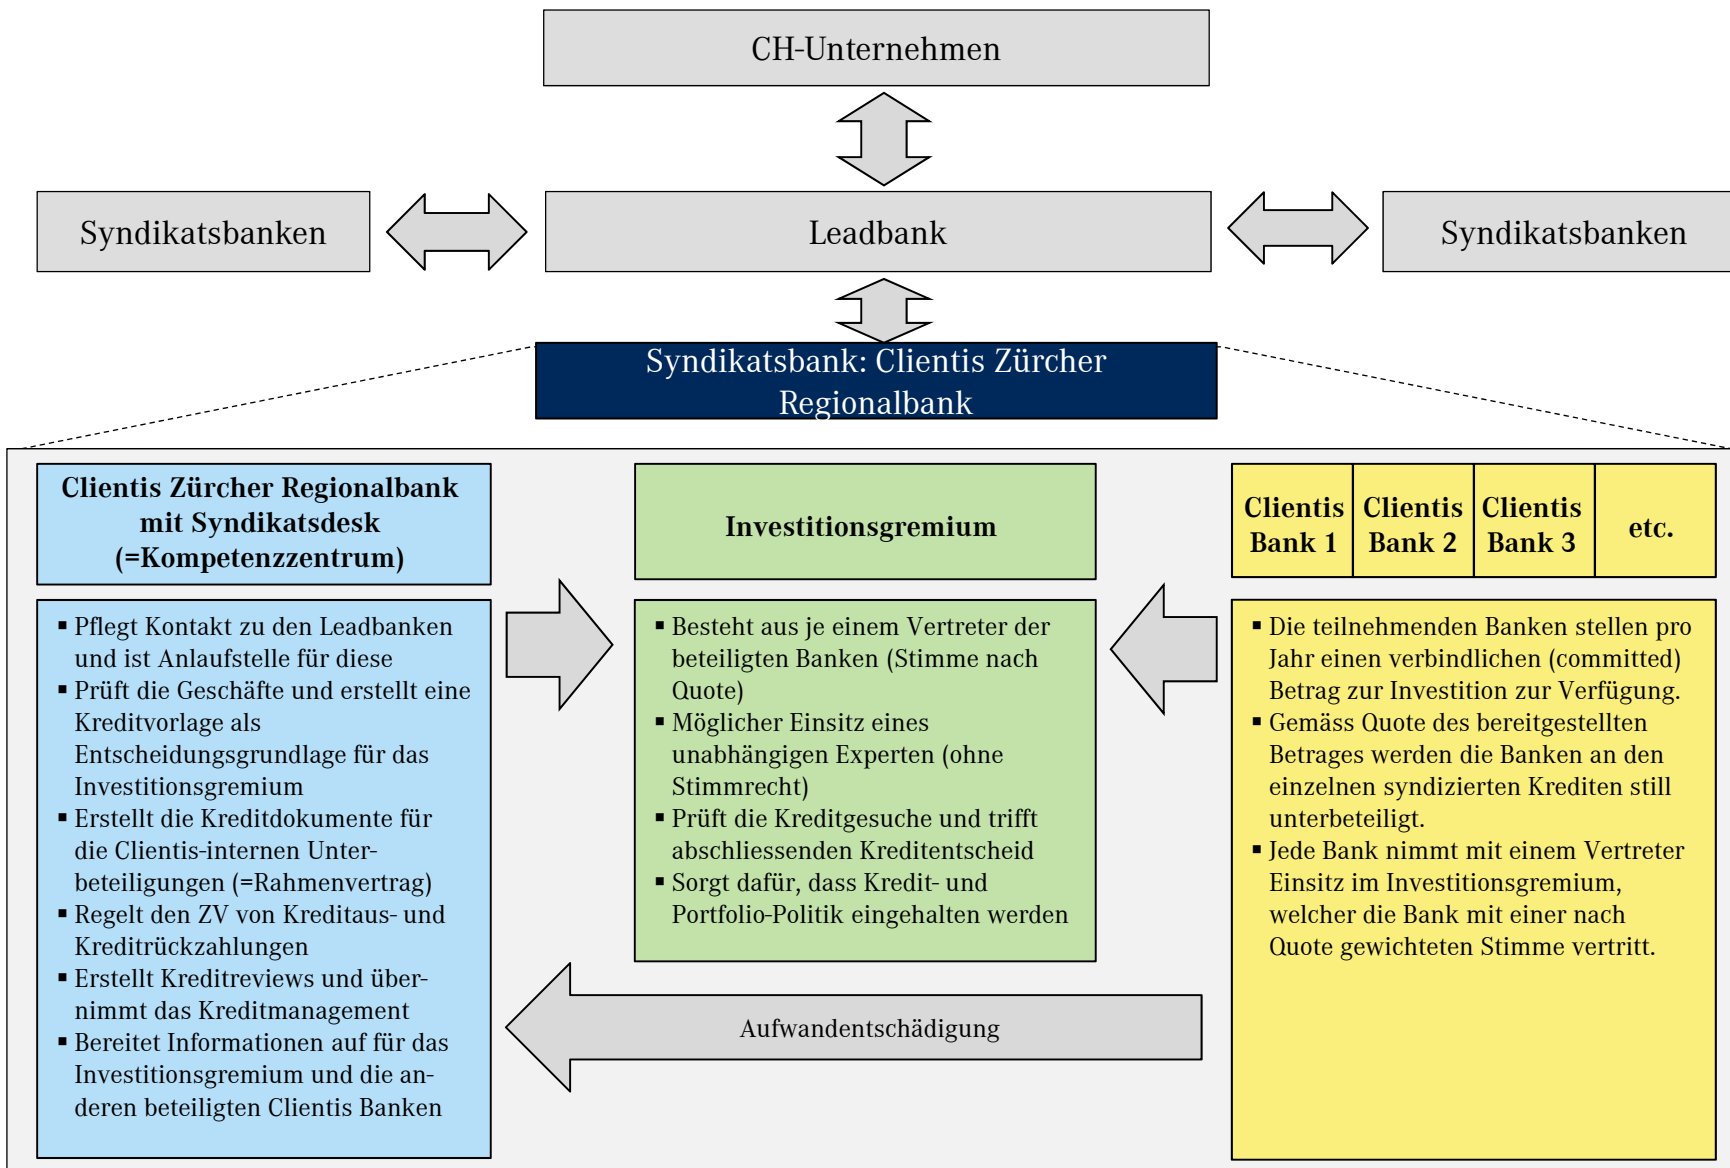 CH-Unternehmen
Syndikatsbanken
Leadbank
Syndikatsbanken
Syndikatsbank: Clientis Zürcher
Regionalbank
Clientis Zürcher Regionalbank
mit Syndikatsdesk
(=Kompetenzzentrum)
▪ Pflegt Kontakt zu den Leadbanken
und ist Anlaufstelle für diese
▪ Prüft die Geschäfte und erstellt eine
Kreditvorlage als
Entscheidungsgrundlage für das
Investitionsgremium
▪ Erstellt die Kreditdokumente für
die Clientis-internen Unter-
beteiligungen (=Rahmenvertrag)
▪ Regelt den ZV von Kreditaus- und
Kreditrückzahlungen
▪ Erstellt Kreditreviews und über-
nimmt das Kreditmanagement
▪ Bereitet Informationen auf für das
Investitionsgremium und die an-
deren beteiligten Clientis Banken
Investitionsgremium
▪ Besteht aus je einem Vertreter der
beteiligten Banken (Stimme nach
Quote)
▪ Möglicher Einsitz eines
unabhängigen Experten (ohne
Stimmrecht)
▪ Prüft die Kreditgesuche und trifft
abschliessenden Kreditentscheid
▪ Sorgt dafür, dass Kredit- und
Portfolio-Politik eingehalten werden
Clientis
Bank 1
Clientis
Bank 2
Clientis
Bank 3
etc.
▪ Die teilnehmenden Banken stellen pro
Jahr einen verbindlichen (committed)
Betrag zur Investition zur Verfügung.
▪ Gemäss Quote des bereitgestellten
Betrages werden die Banken an den
einzelnen syndizierten Krediten still
unterbeteiligt.
▪ Jede Bank nimmt mit einem Vertreter
Einsitz im Investitionsgremium,
welcher die Bank mit einer nach
Quote gewichteten Stimme vertritt.
Aufwandentschädigung